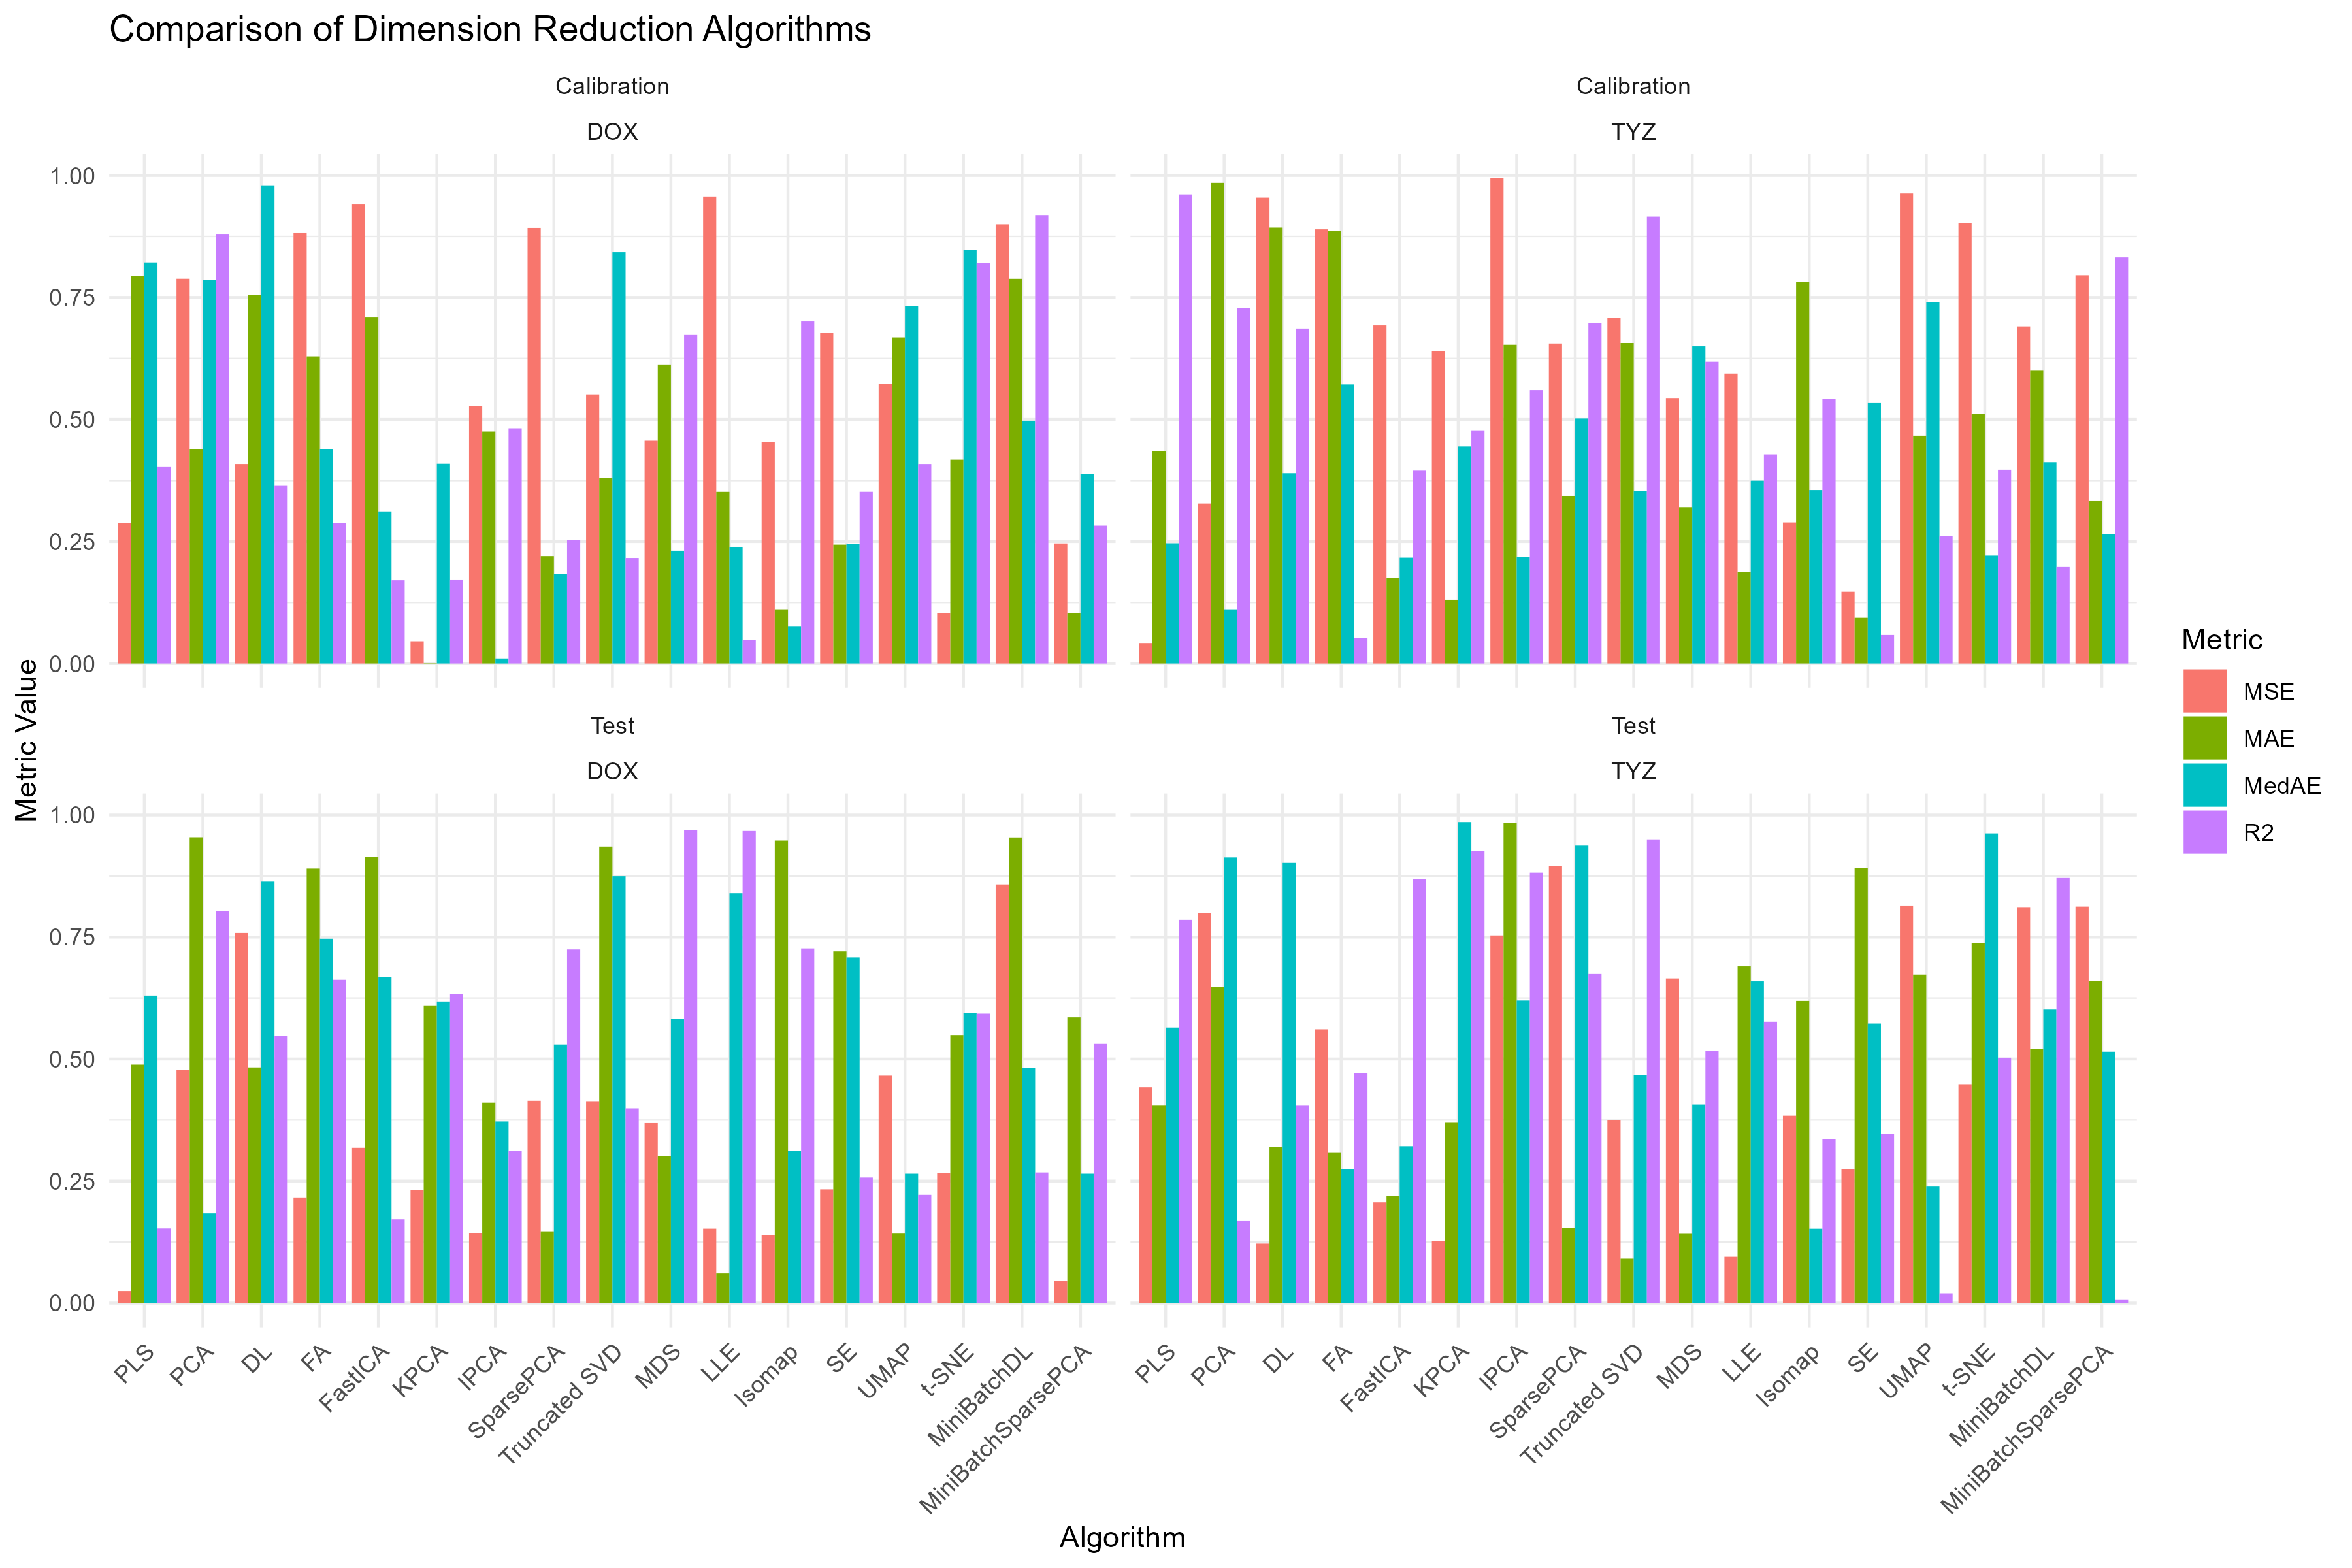 Comparison of Dimension Reduction Algorithms
Calibration
DOX
Calibration
TYZ
1.00
0.75
0.50
0.25
0.00
Test
DOX
Test
TYZ
1.00
0.75
0.50
0.25
0.00
Metric Value
PLS
PCA
DL
FA
FastICA
KPCA
IPCA
SparsePCA
Truncated SVD
MDS
LLE
Isomap
SE
UMAP
t-SNE
MiniBatchDL
MiniBatchSparsePCA
PLS
PCA
DL
FA
FastICA
KPCA
IPCA
SparsePCA
Truncated SVD
MDS
LLE
Isomap
SE
UMAP
t-SNE
MiniBatchDL
MiniBatchSparsePCA
Algorithm
Metric
MSE
MAE
MedAE
R2